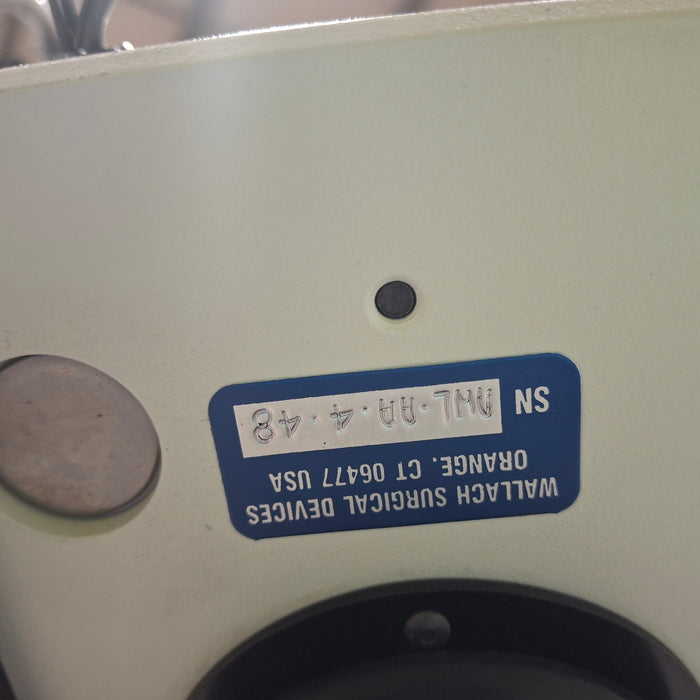 WALLACH SURGICAL DEVICES
ORANGE, CT 06477 USA
SN AWL·AA·4·48